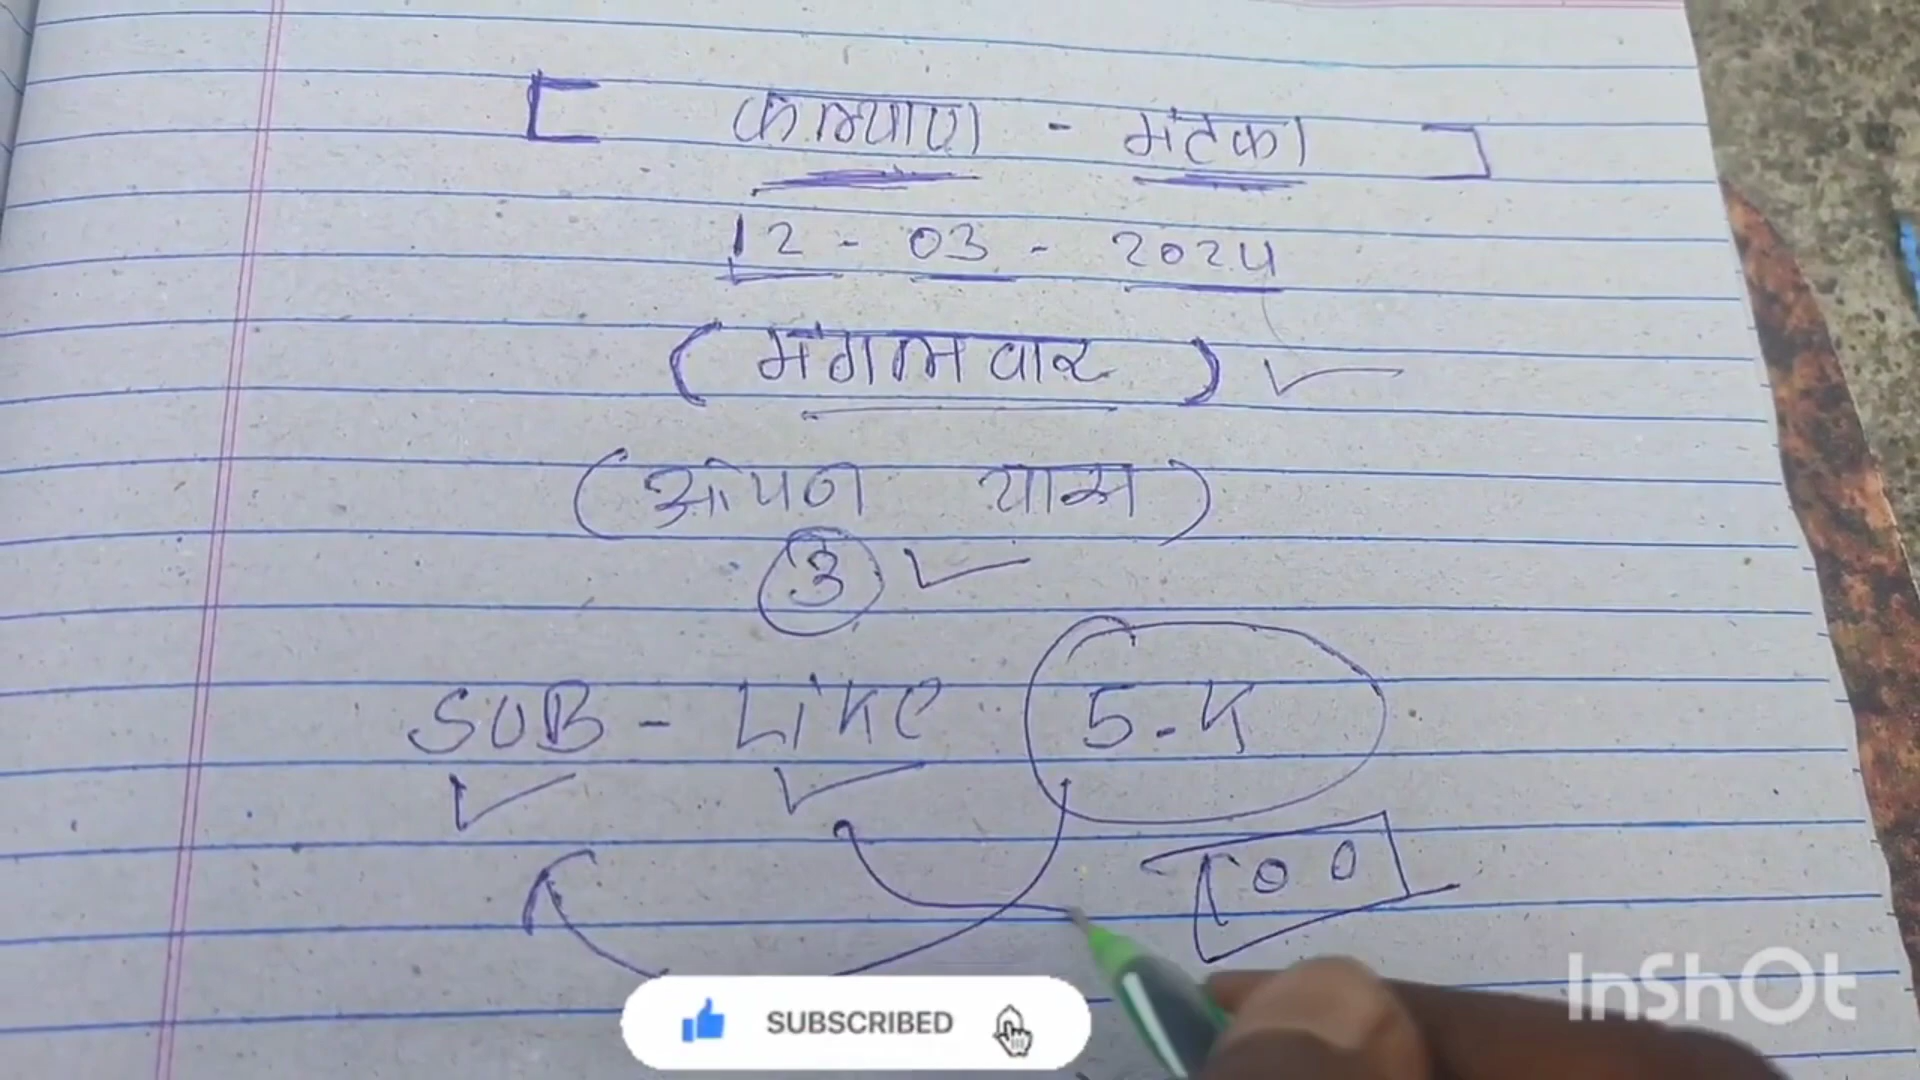 [ कल्याण - मटका ]
12 - 03 - 2024
( मंगलवार )
( ओपन पास )
3
SUB - Like 5-K
100
SUBSCRIBED
InShOt